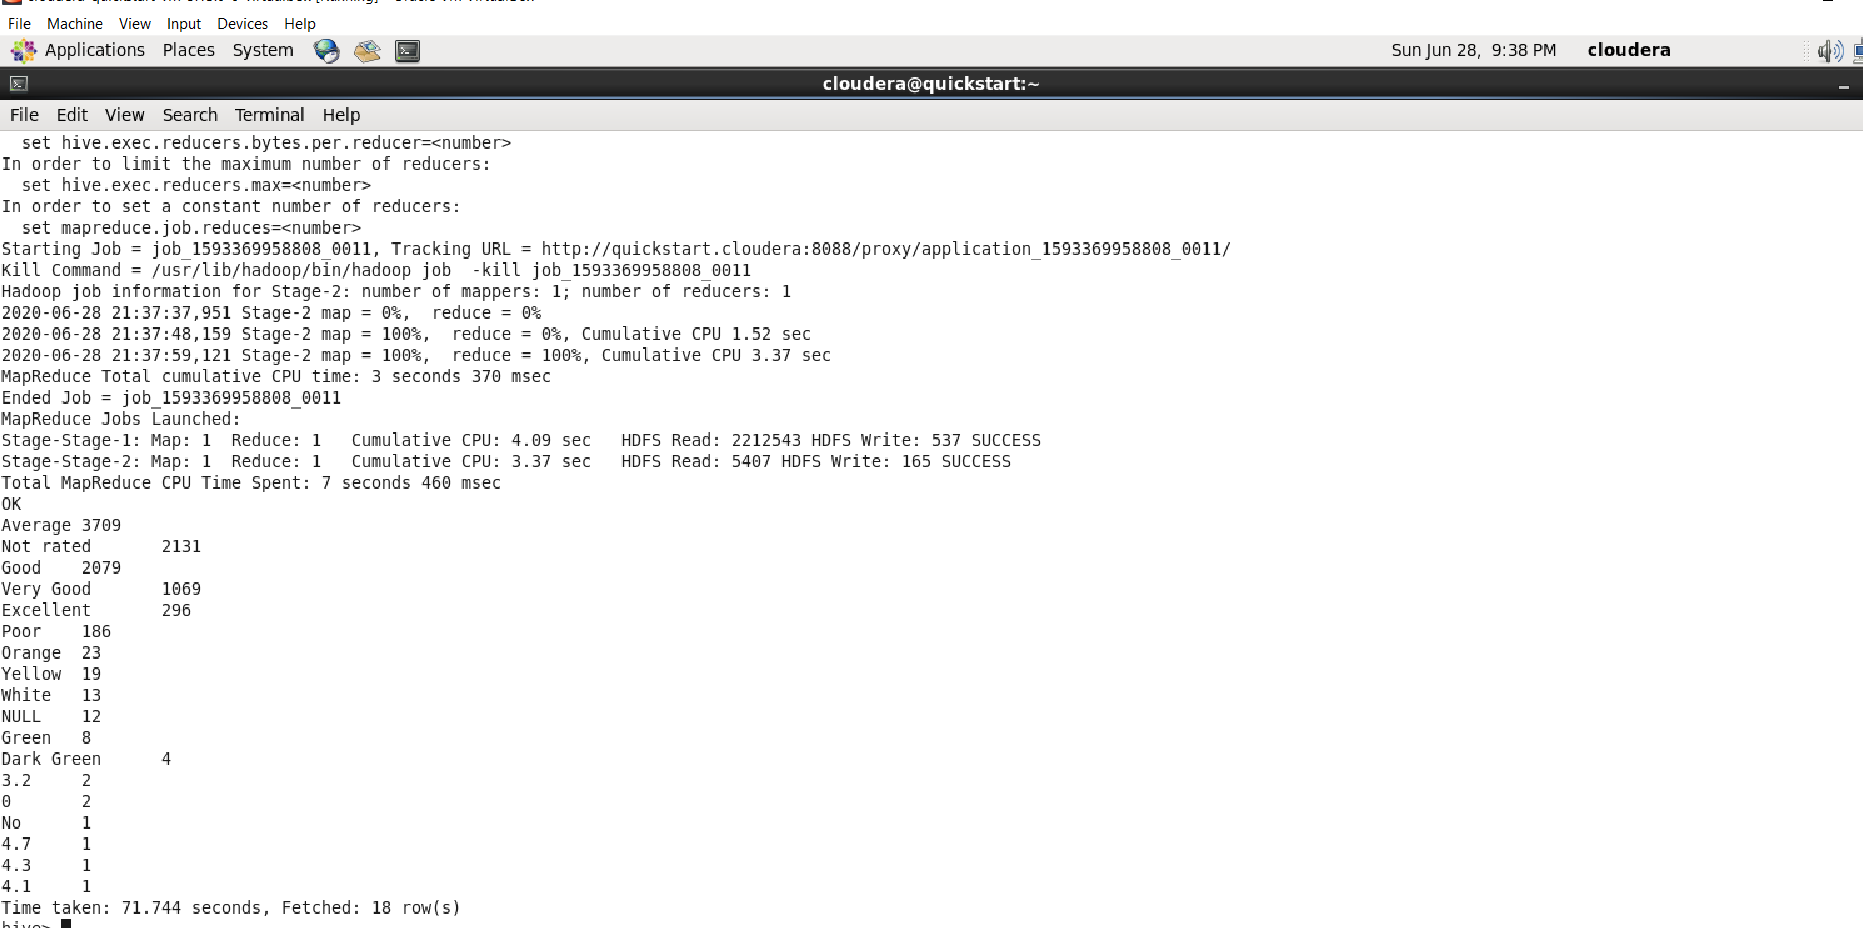 File Machine View Input Devices Help
Applications Places System Sun Jun 28, 9:38 PM cloudera
cloudera@quickstart:~
File Edit View Search Terminal Help
  set hive.exec.reducers.bytes.per.reducer=<number>
In order to limit the maximum number of reducers:
  set hive.exec.reducers.max=<number>
In order to set a constant number of reducers:
  set mapreduce.job.reduces=<number>
Starting Job = job_1593369958808_0011, Tracking URL = http://quickstart.cloudera:8088/proxy/application_1593369958808_0011/
Kill Command = /usr/lib/hadoop/bin/hadoop job  -kill job_1593369958808_0011
Hadoop job information for Stage-2: number of mappers: 1; number of reducers: 1
2020-06-28 21:37:37,951 Stage-2 map = 0%,  reduce = 0%
2020-06-28 21:37:48,159 Stage-2 map = 100%,  reduce = 0%, Cumulative CPU 1.52 sec
2020-06-28 21:37:59,121 Stage-2 map = 100%,  reduce = 100%, Cumulative CPU 3.37 sec
MapReduce Total cumulative CPU time: 3 seconds 370 msec
Ended Job = job_1593369958808_0011
MapReduce Jobs Launched:
Stage-Stage-1: Map: 1  Reduce: 1   Cumulative CPU: 4.09 sec   HDFS Read: 2212543 HDFS Write: 537 SUCCESS
Stage-Stage-2: Map: 1  Reduce: 1   Cumulative CPU: 3.37 sec   HDFS Read: 5407 HDFS Write: 165 SUCCESS
Total MapReduce CPU Time Spent: 7 seconds 460 msec
OK
Average 3709
Not rated       2131
Good    2079
Very Good       1069
Excellent       296
Poor    186
Orange  23
Yellow  19
White   13
NULL    12
Green   8
Dark Green      4
3.2     2
0       2
No      1
4.7     1
4.3     1
4.1     1
Time taken: 71.744 seconds, Fetched: 18 row(s)
hive>